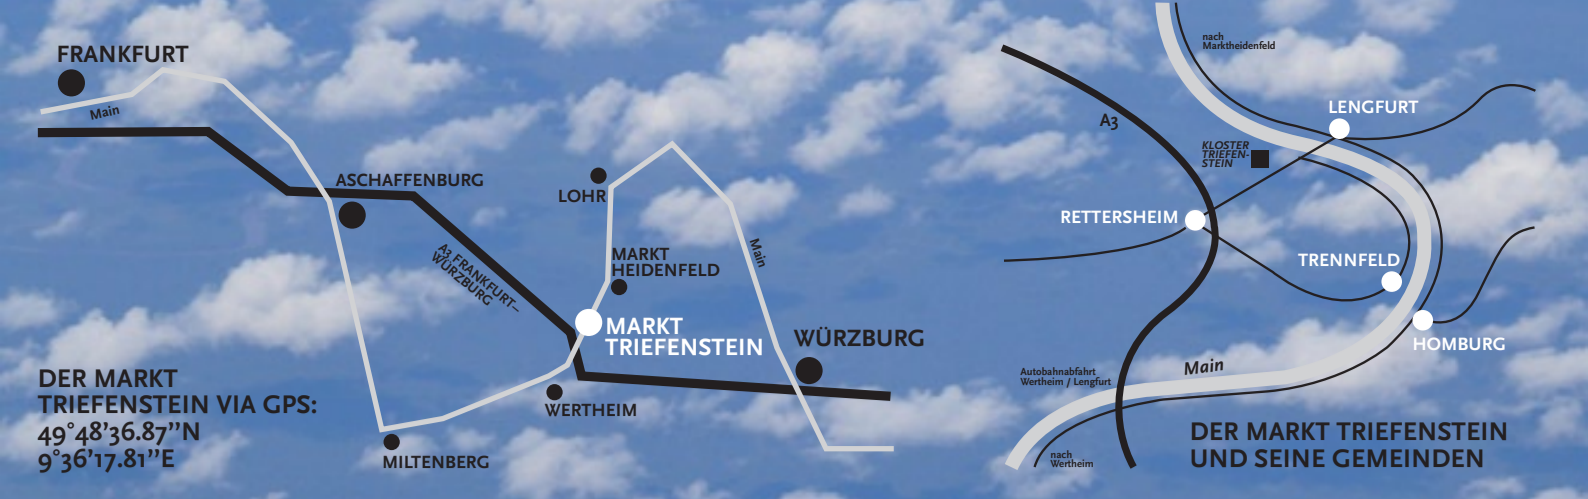 FRANKFURT
Main
ASCHAFFENBURG
A3 FRANKFURT–
WÜRZBURG
LOHR
MARKT
HEIDENFELD
Main
MARKT
TRIEFENSTEIN
WÜRZBURG
WERTHEIM
MILTENBERG
DER MARKT
TRIEFENSTEIN VIA GPS:
49°48’36.87’’N
9°36’17.81’’E
nach
Marktheidenfeld
A3
LENGFURT
KLOSTER
TRIEFEN-
STEIN
RETTERSHEIM
TRENNFELD
HOMBURG
Main
Autobahnabfahrt
Wertheim / Lengfurt
nach
Wertheim
DER MARKT TRIEFENSTEIN
UND SEINE GEMEINDEN